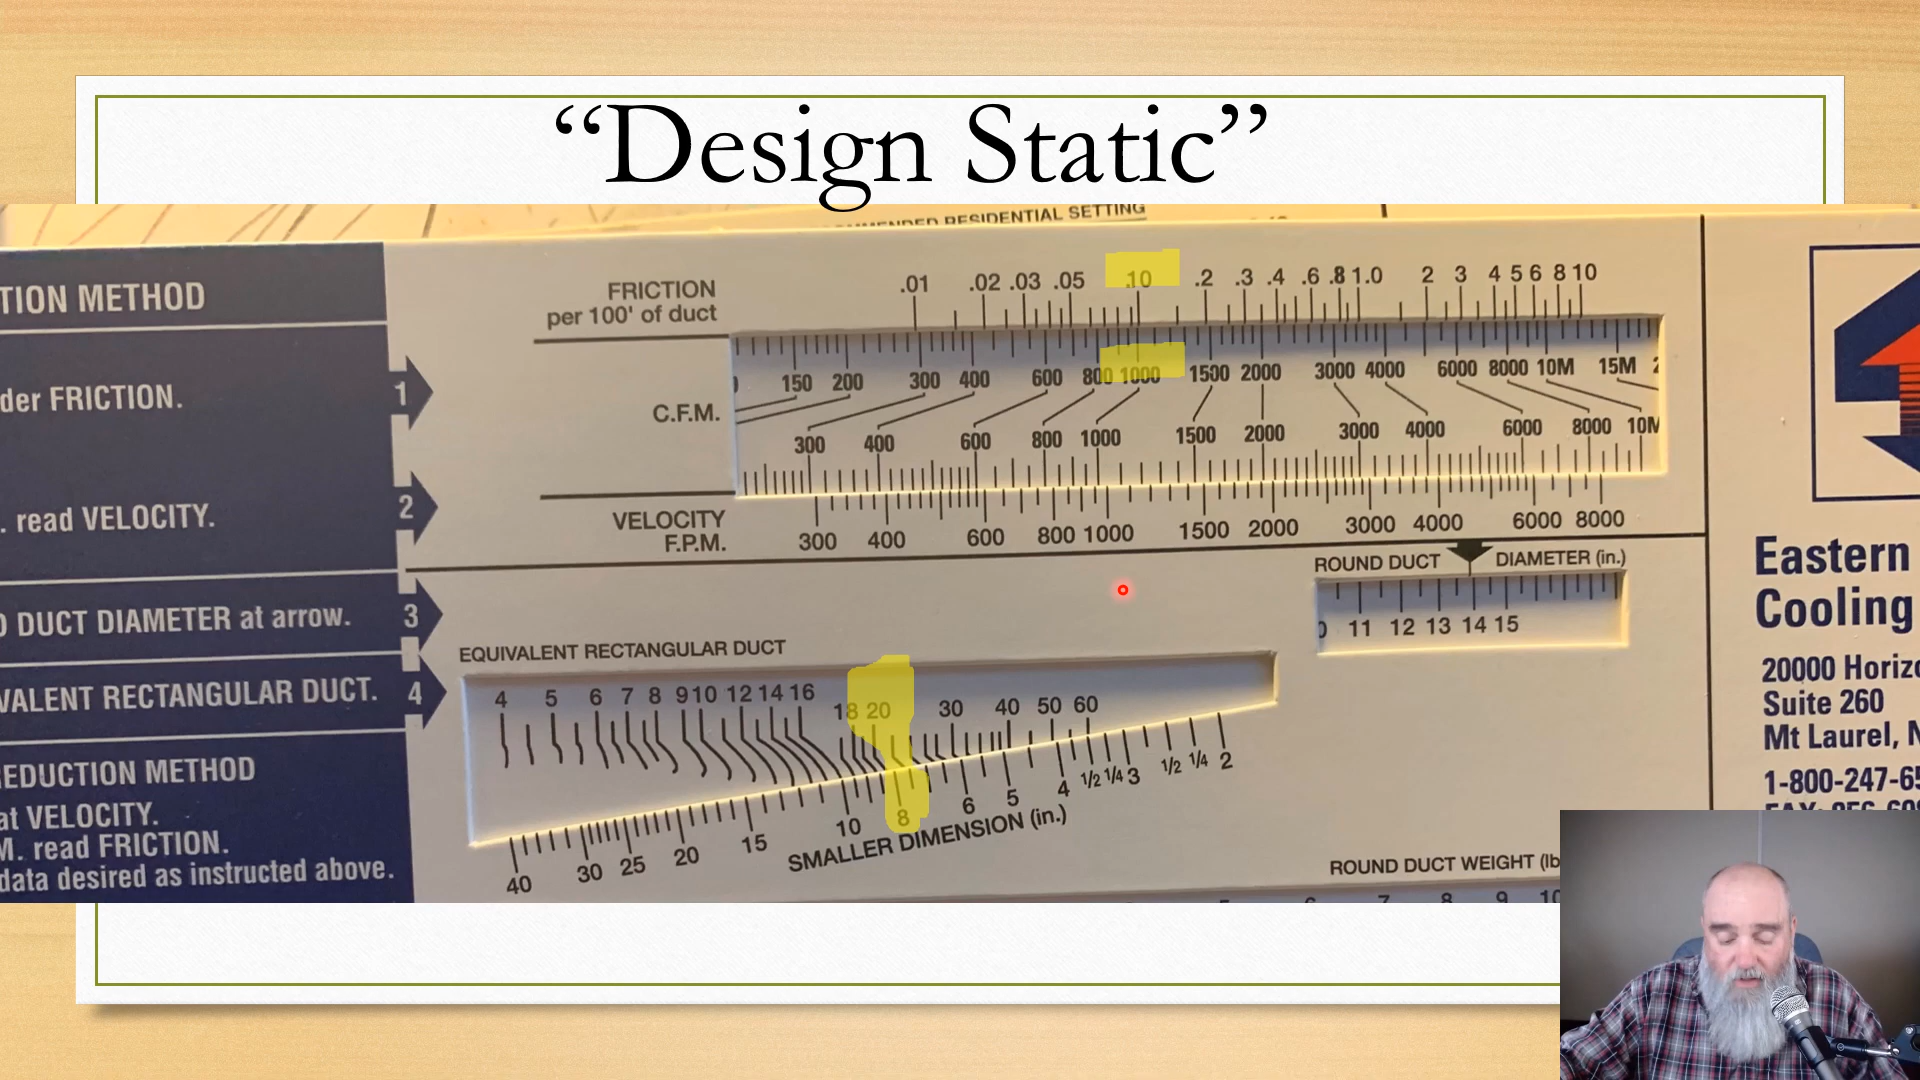 “Design Static”
RESIDENTIAL SETTING
TION METHOD
FRICTION
per 100' of duct
.01 .02 .03 .05 .10 .2 .3 .4 .6 .8 1.0 2 3 4 5 6 8 10
der FRICTION.
1
150 200 300 400 600 800 1000 1500 2000 3000 4000 6000 8000 10M 15M
C.F.M.
300 400 600 800 1000 1500 2000 3000 4000 6000 8000 10M
. read VELOCITY.
2
VELOCITY
F.P.M.
300 400 600 800 1000 1500 2000 3000 4000 6000 8000
ROUND DUCT DIAMETER (in.)
11 12 13 14 15
DUCT DIAMETER at arrow.
3
EQUIVALENT RECTANGULAR DUCT
VALENT RECTANGULAR DUCT.
4
4 5 6 7 8 9 10 12 14 16 18 20 30 40 50 60
40 30 25 20 15 10 8 6 5 4 1/2 1/4 3 1/2 1/4 2
SMALLER DIMENSION (in.)
EDUCTION METHOD
at VELOCITY.
M. read FRICTION.
data desired as instructed above.
ROUND DUCT WEIGHT (lb
7 8 9 10
Eastern
Cooling
20000 Horizo
Suite 260
Mt Laurel, N
1-800-247-65